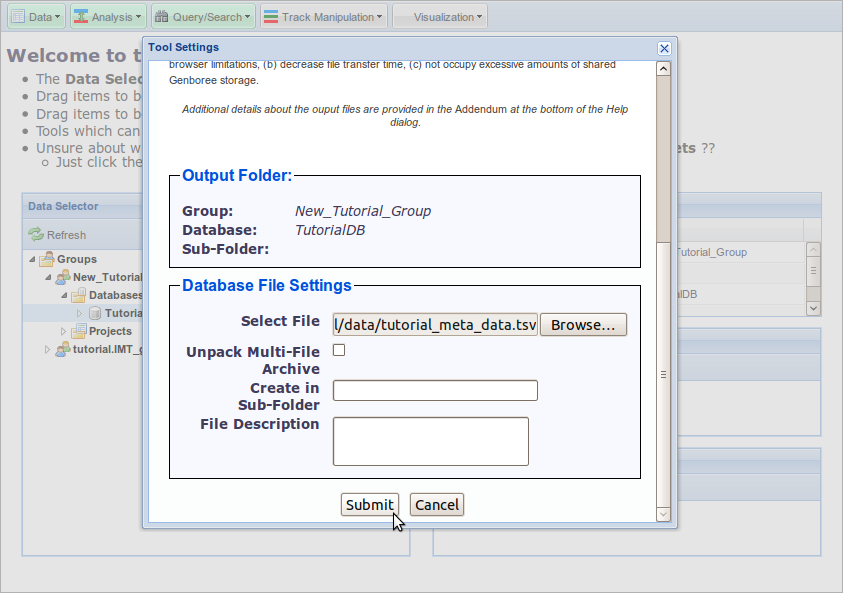 Data
Analysis
Query/Search
Track Manipulation
Visualization
Welcome to t
The Data Selec
Drag items to b
Drag items to b
Tools which can
Unsure about w
ets ??
Just click the
Tool Settings
browser limitations, (b) decrease file transfer time, (c) not occupy excessive amounts of shared
Genboree storage.
Additional details about the ouput files are provided in the Addendum at the bottom of the Help
dialog.
Output Folder:
Group: New_Tutorial_Group
Database: TutorialDB
Sub-Folder:
Database File Settings
Select File l/data/tutorial_meta_data.tsv Browse...
Unpack Multi-File
Archive
Create in
Sub-Folder
File Description
Submit Cancel
Data Selector
Refresh
Groups
New_Tutorial
Databases
Tutoria
Projects
tutorial.IMT_g
Tutorial_Group
alDB